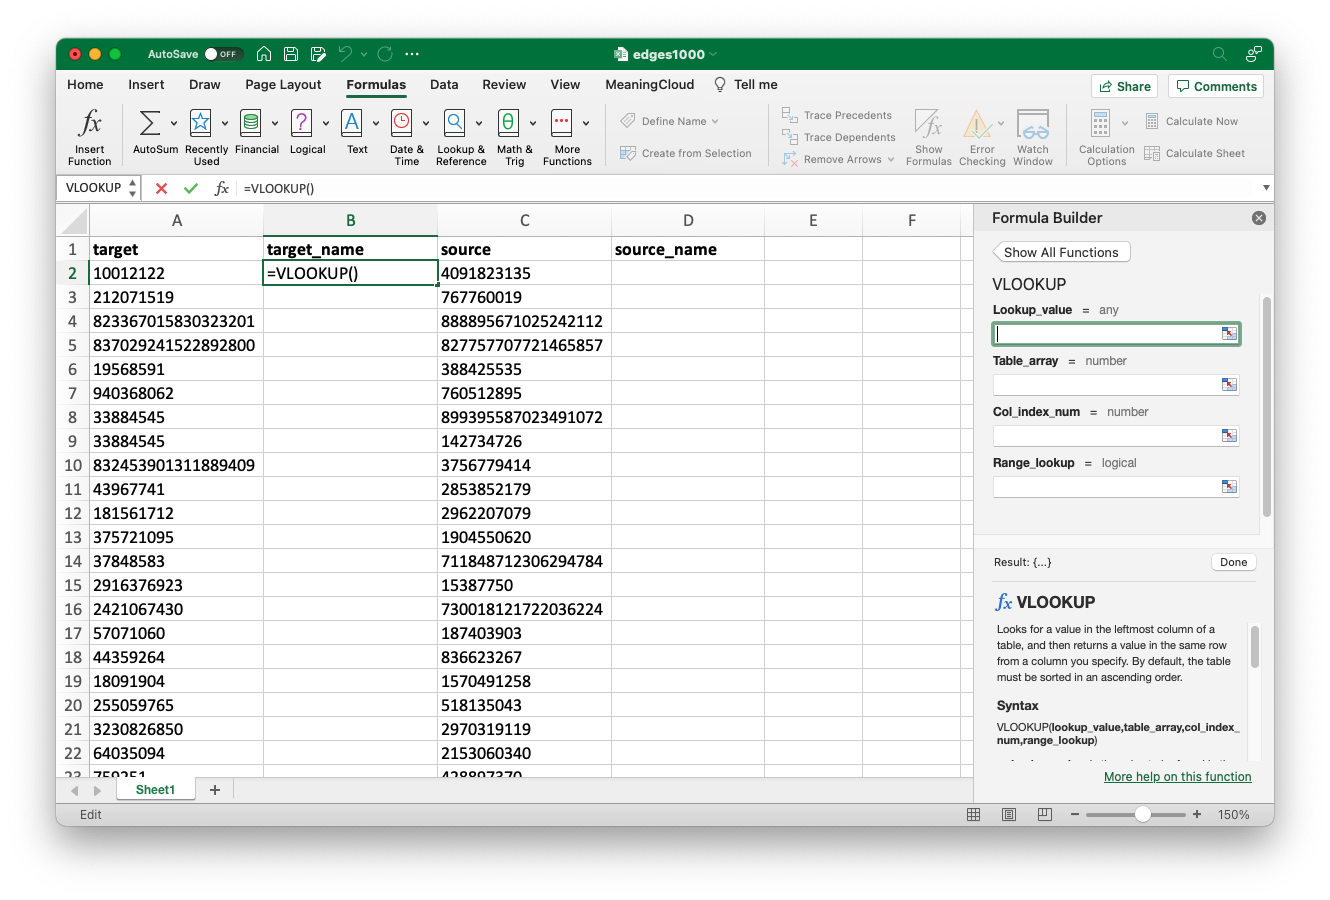 AutoSave OFF edges1000
Home Insert Draw Page Layout Formulas Data Review View MeaningCloud Tell me Share Comments
Insert Function
AutoSum
Recently Used
Financial
Logical
Text
Date & Time
Lookup & Reference
Math & Trig
More Functions
Define Name
Create from Selection
Trace Precedents
Trace Dependents
Remove Arrows
Show Formulas
Error Checking
Watch Window
Calculation Options
Calculate Now
Calculate Sheet
VLOOKUP fx =VLOOKUP()
A B C D E F
1 target target_name source source_name
2 10012122 =VLOOKUP() 4091823135
3 212071519 767760019
4 823367015830323201 888895671025242112
5 837029241522892800 827757707721465857
6 19568591 388425535
7 940368062 760512895
8 33884545 899395587023491072
9 33884545 142734726
10 832453901311889409 3756779414
11 43967741 2853852179
12 181561712 2962207079
13 375721095 1904550620
14 37848583 711848712306294784
15 2916376923 15387750
16 2421067430 730018121722036224
17 57071060 187403903
18 44359264 836623267
19 18091904 1570491258
20 255059765 518135043
21 3230826850 2970319119
22 64035094 2153060340
23 759251 428897370
Formula Builder
Show All Functions
VLOOKUP
Lookup_value = any
Table_array = number
Col_index_num = number
Range_lookup = logical
Result: {...} Done
fx VLOOKUP
Looks for a value in the leftmost column of a
table, and then returns a value in the same row
from a column you specify. By default, the table
must be sorted in an ascending order.
Syntax
VLOOKUP(lookup_value,table_array,col_index_
num,range_lookup)
More help on this function
Sheet1 +
Edit 150%